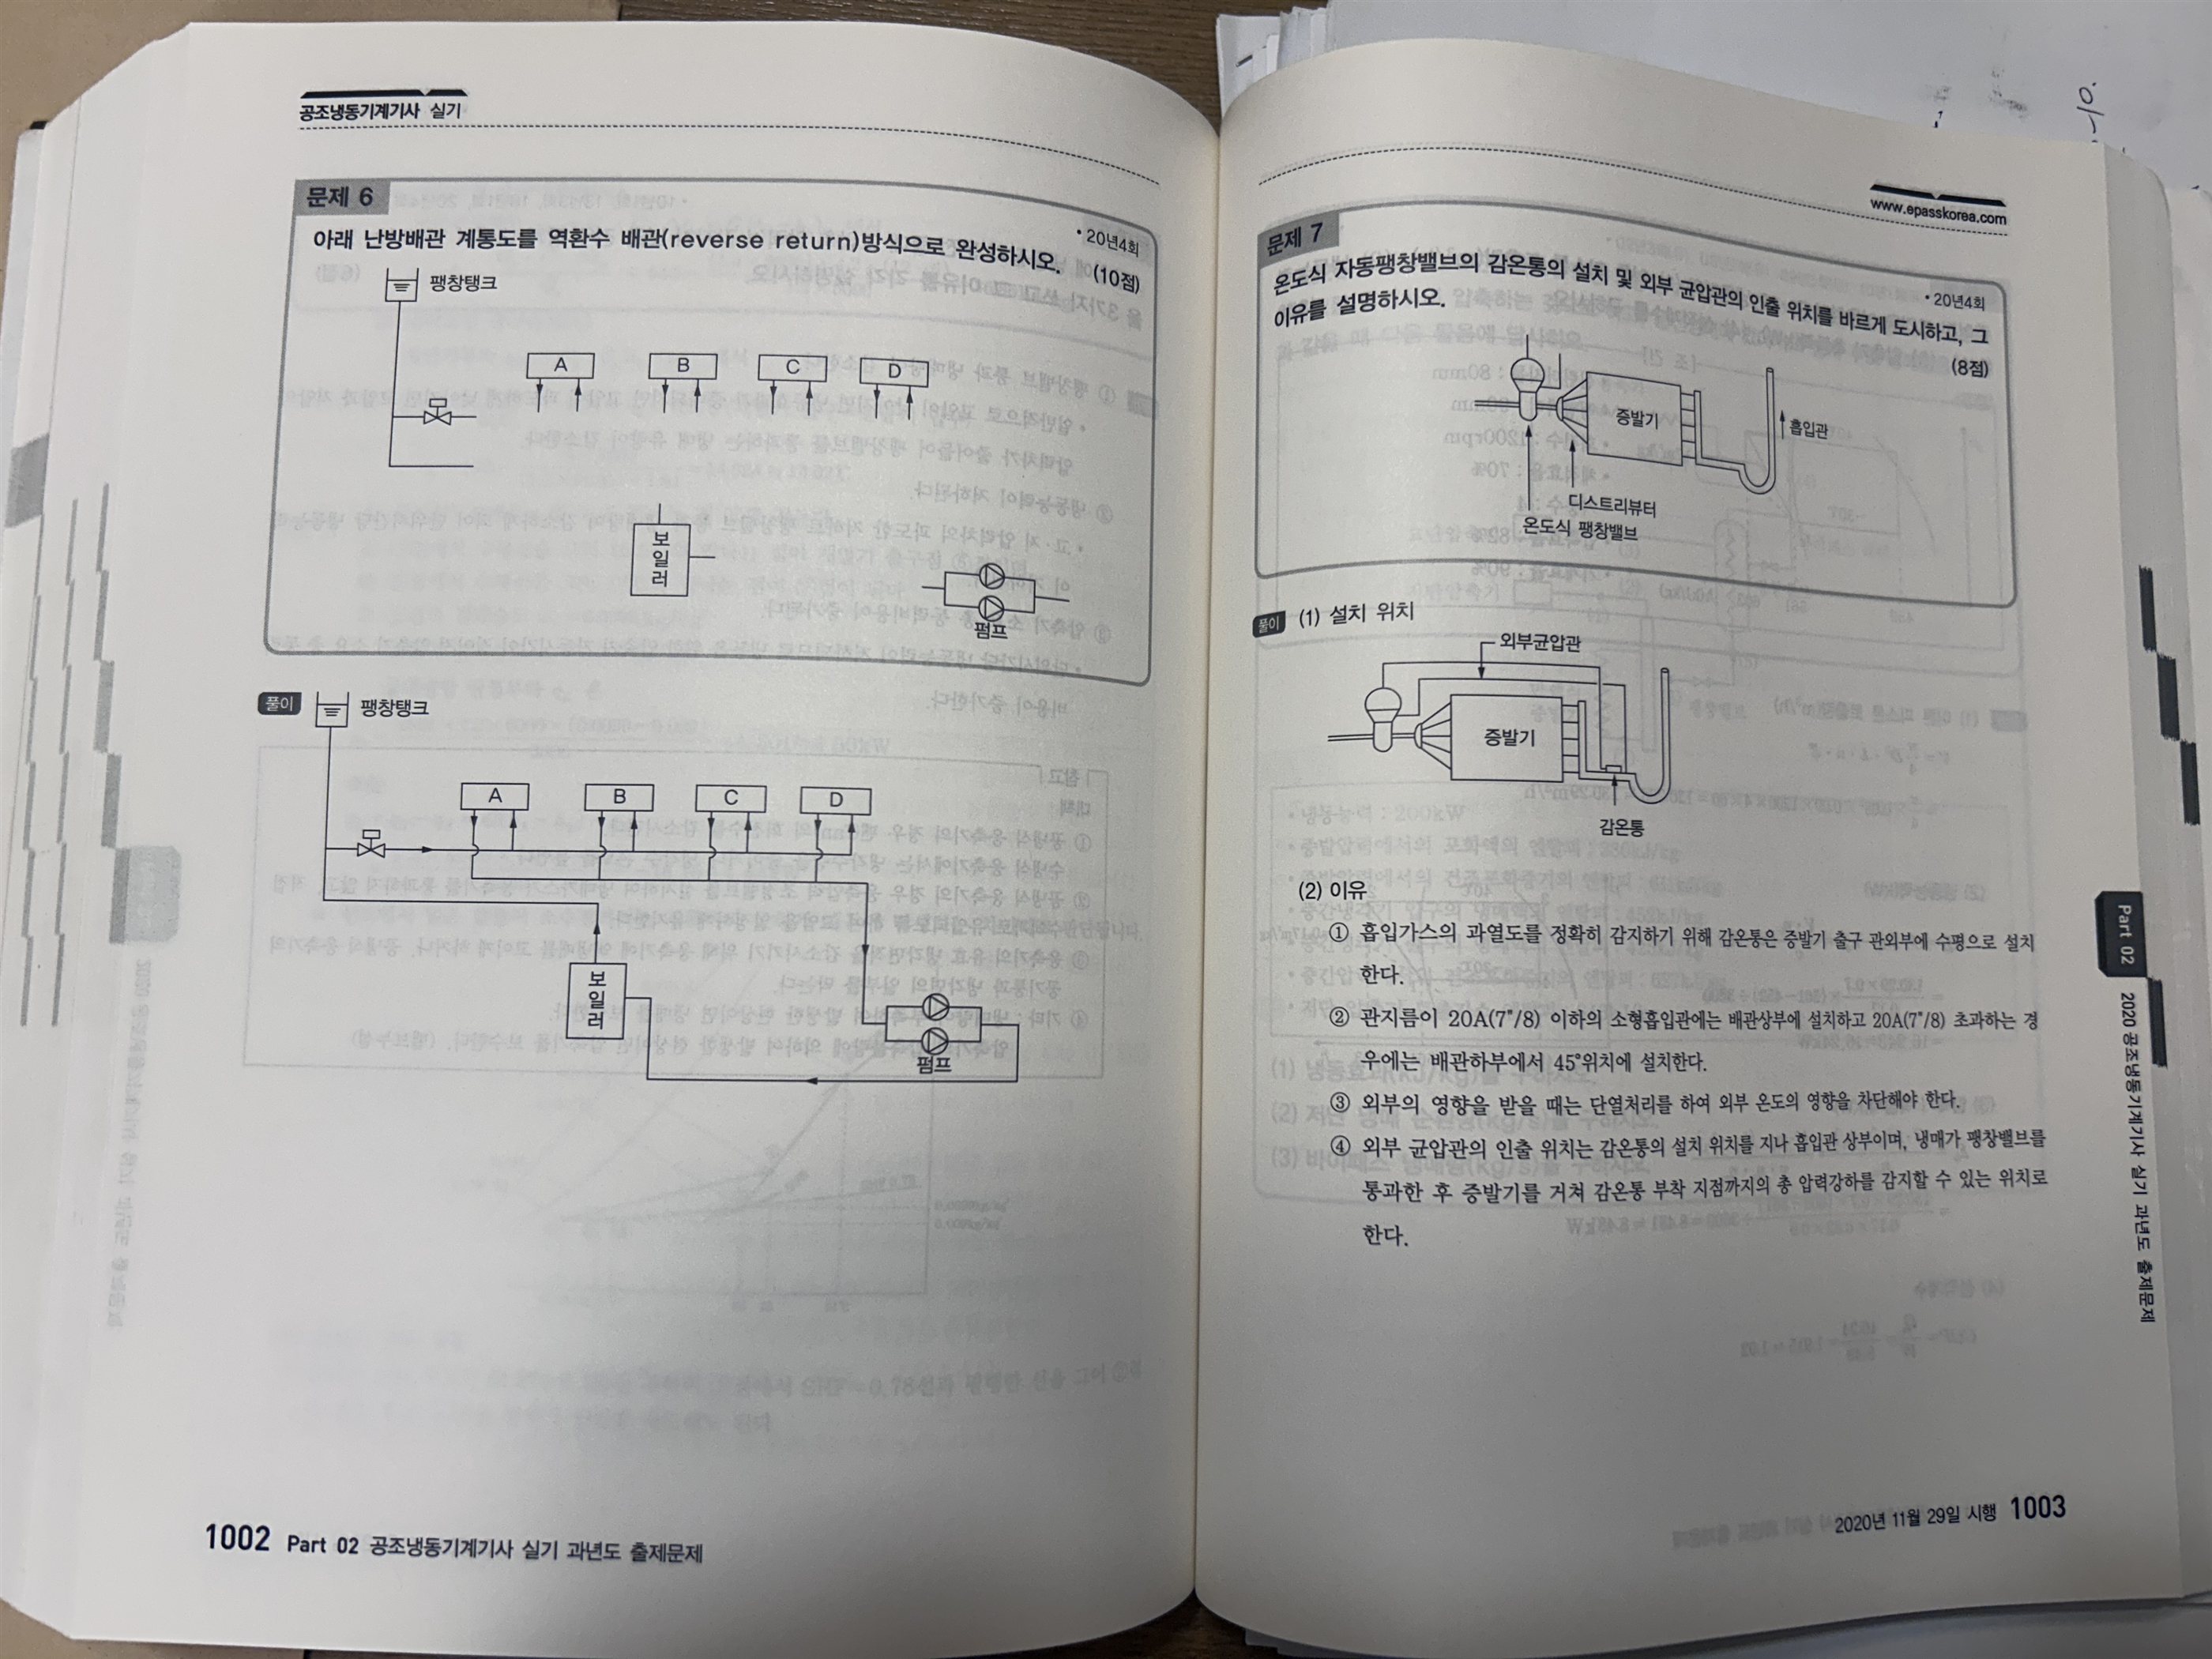 공조냉동기계기사 실기
문제 6
• 20년4회
아래 난방배관 계통도를 역환수 배관(reverse return)방식으로 완성하시오.
(10점)
팽창탱크
A
B
C
D
보일러
펌프
풀이
팽창탱크
A
B
C
D
보일러
펌프
1002 Part 02 공조냉동기계기사 실기 과년도 출제문제
www.epasskorea.com
문제 7
• 20년4회
온도식 자동팽창밸브의 감온통의 설치 및 외부 균압관의 인출 위치를 바르게 도시하고, 그
이유를 설명하시오.
(8점)
증발기
흡입관
디스트리뷰터
온도식 팽창밸브
풀이 (1) 설치 위치
외부균압관
증발기
감온통
(2) 이유
① 흡입가스의 과열도를 정확히 감지하기 위해 감온통은 증발기 출구 관외부에 수평으로 설치
한다.
② 관지름이 20A(7"/8) 이하의 소형흡입관에는 배관상부에 설치하고 20A(7"/8) 초과하는 경
우에는 배관하부에서 45°위치에 설치한다.
③ 외부의 영향을 받을 때는 단열처리를 하여 외부 온도의 영향을 차단해야 한다.
④ 외부 균압관의 인출 위치는 감온통의 설치 위치를 지나 흡입관 상부이며, 냉매가 팽창밸브를
통과한 후 증발기를 거쳐 감온통 부착 지점까지의 총 압력강하를 감지할 수 있는 위치로
한다.
Part 02
2020 공조냉동기계기사 실기 과년도 출제문제
2020년 11월 29일 시행 1003